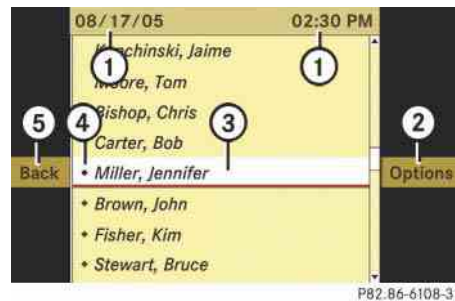 08/17/05 02:30 PM
Jaime
1 1
Tom
Bishop, Chris
5 4 3 2
Carter, Bob
Back Miller, Jennifer Options
Brown, John
Fisher, Kim
Stewart, Bruce
P82.86-6108-3